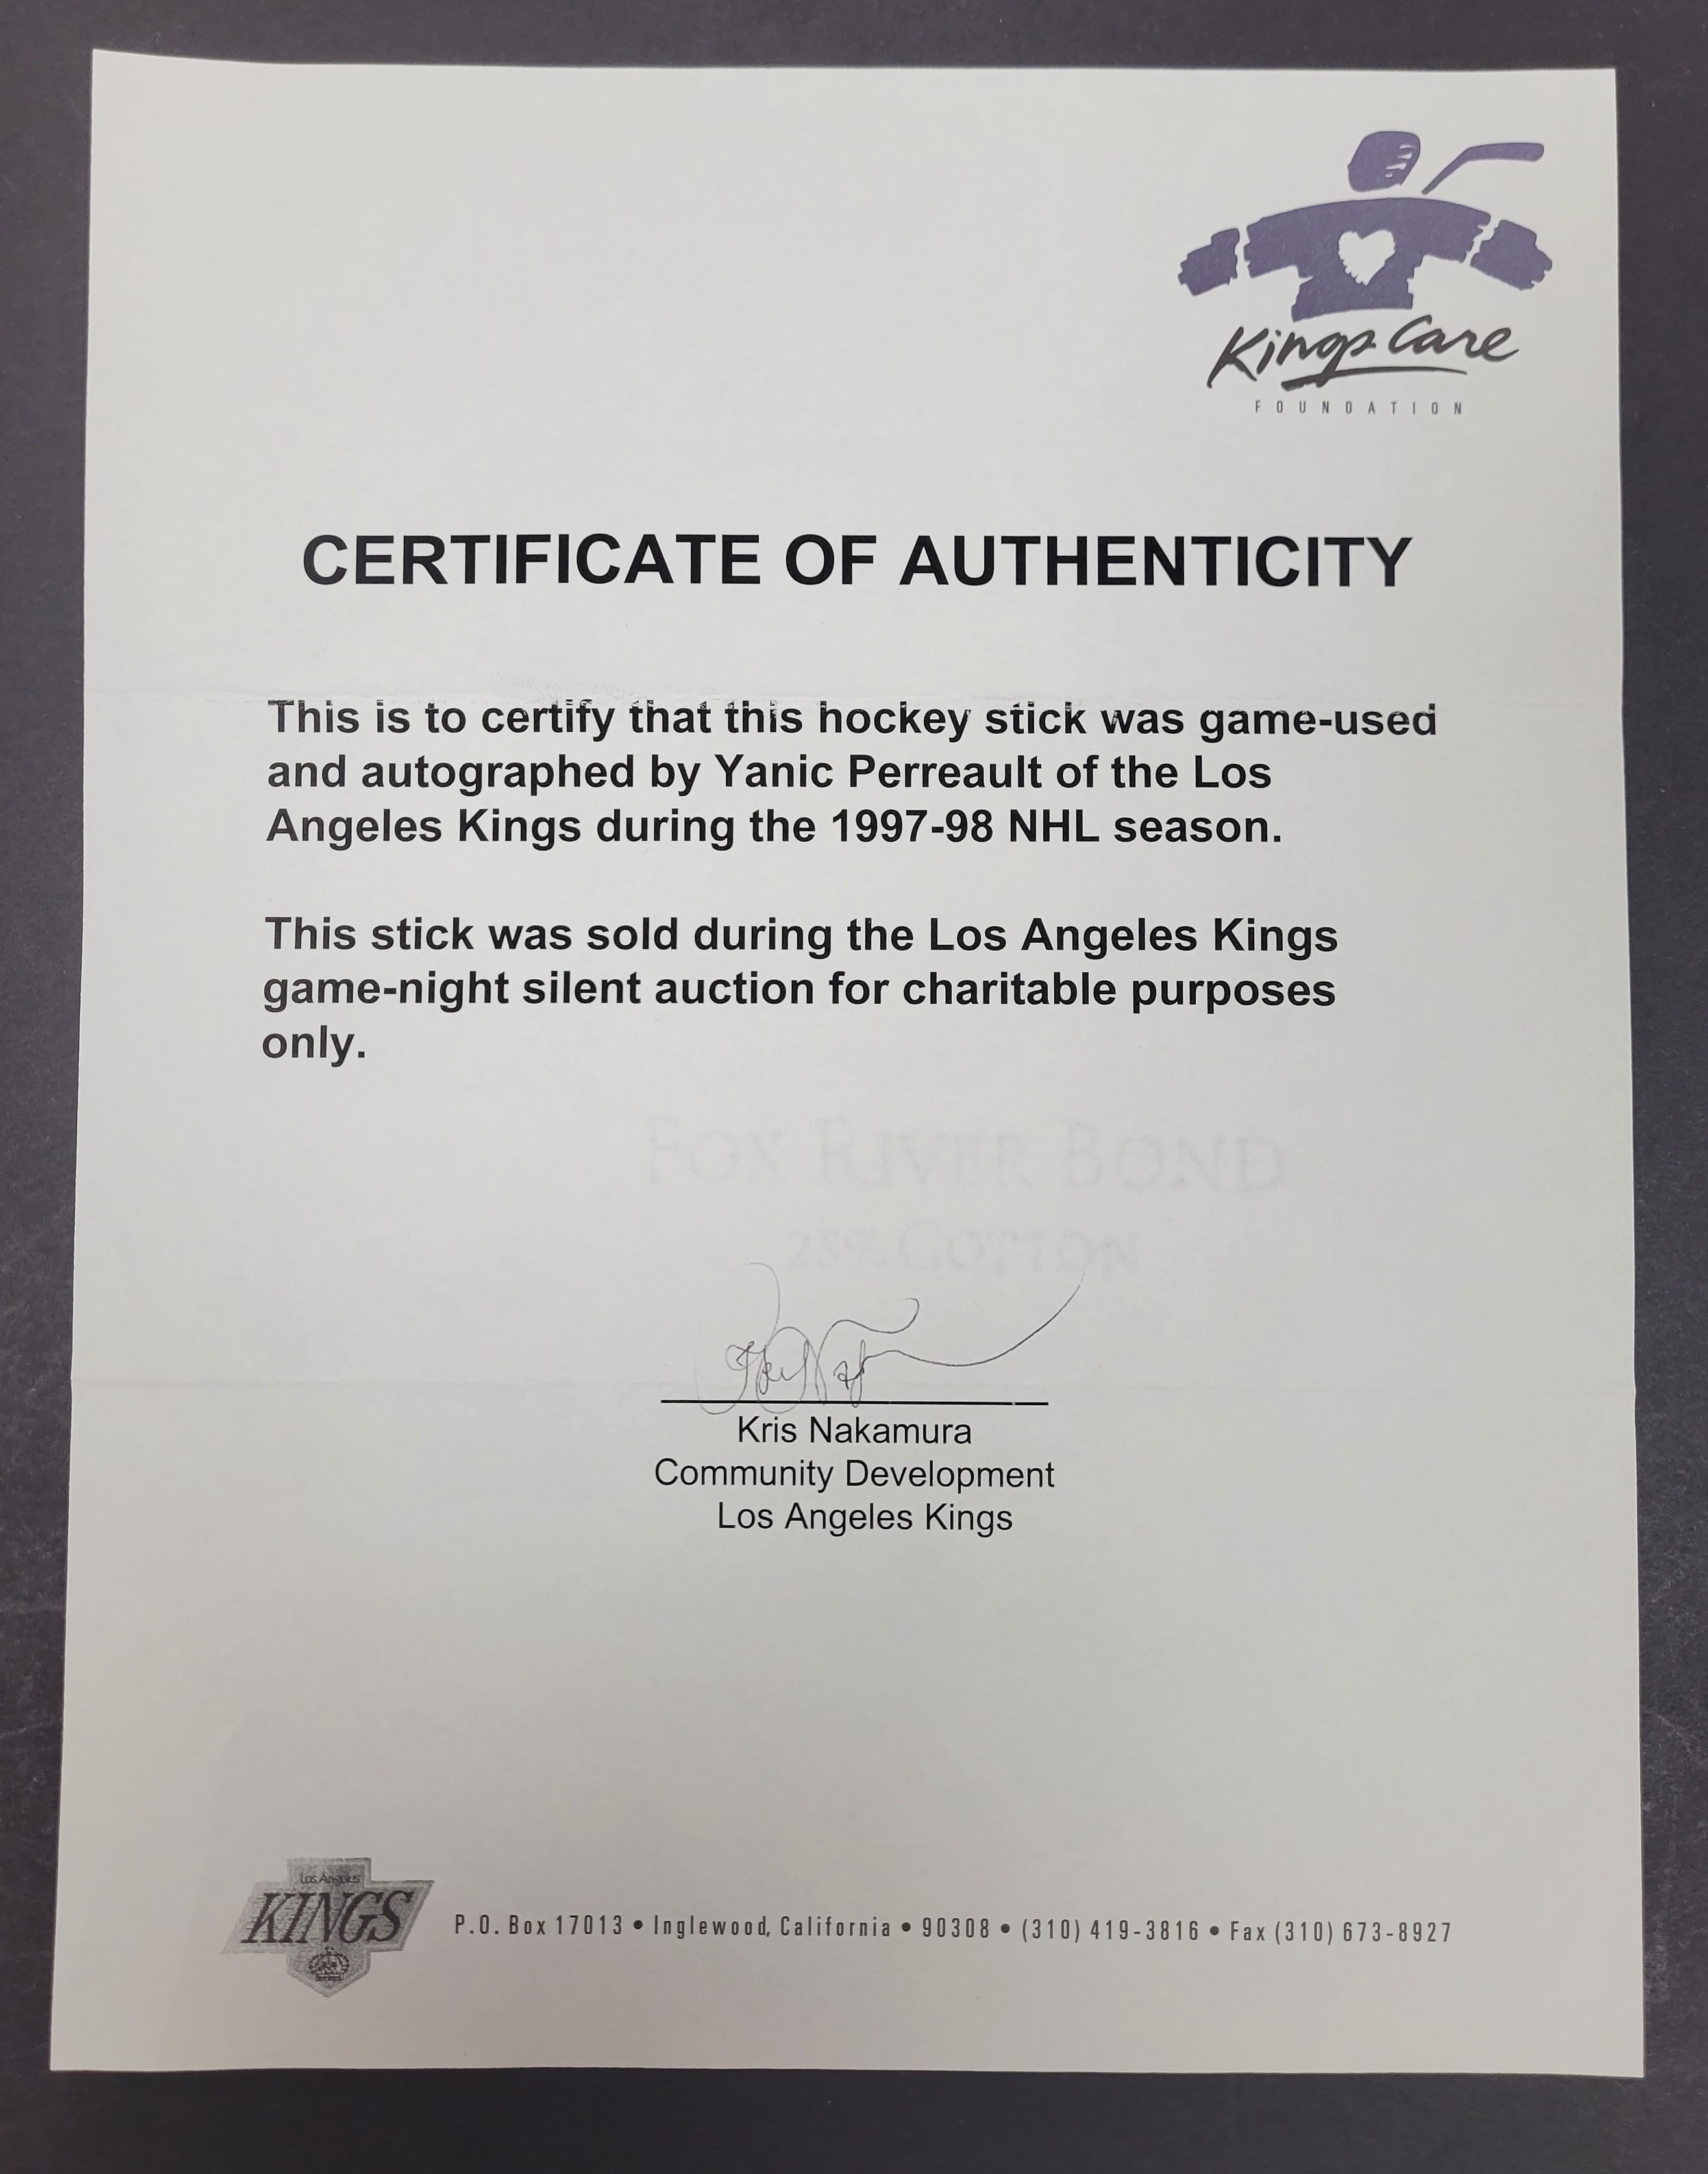 Kings Care
FOUNDATION
CERTIFICATE OF AUTHENTICITY
This is to certify that this hockey stick was game-used
and autographed by Yanic Perreault of the Los
Angeles Kings during the 1997-98 NHL season.
This stick was sold during the Los Angeles Kings
game-night silent auction for charitable purposes
only.
FOX RIVER BOND
25% COTTON
Kris Nakamura
Community Development
Los Angeles Kings
Los Angeles
KINGS
P.O. Box 17013 • Inglewood, California • 90308 • (310) 419-3816 • Fax (310) 673-8927